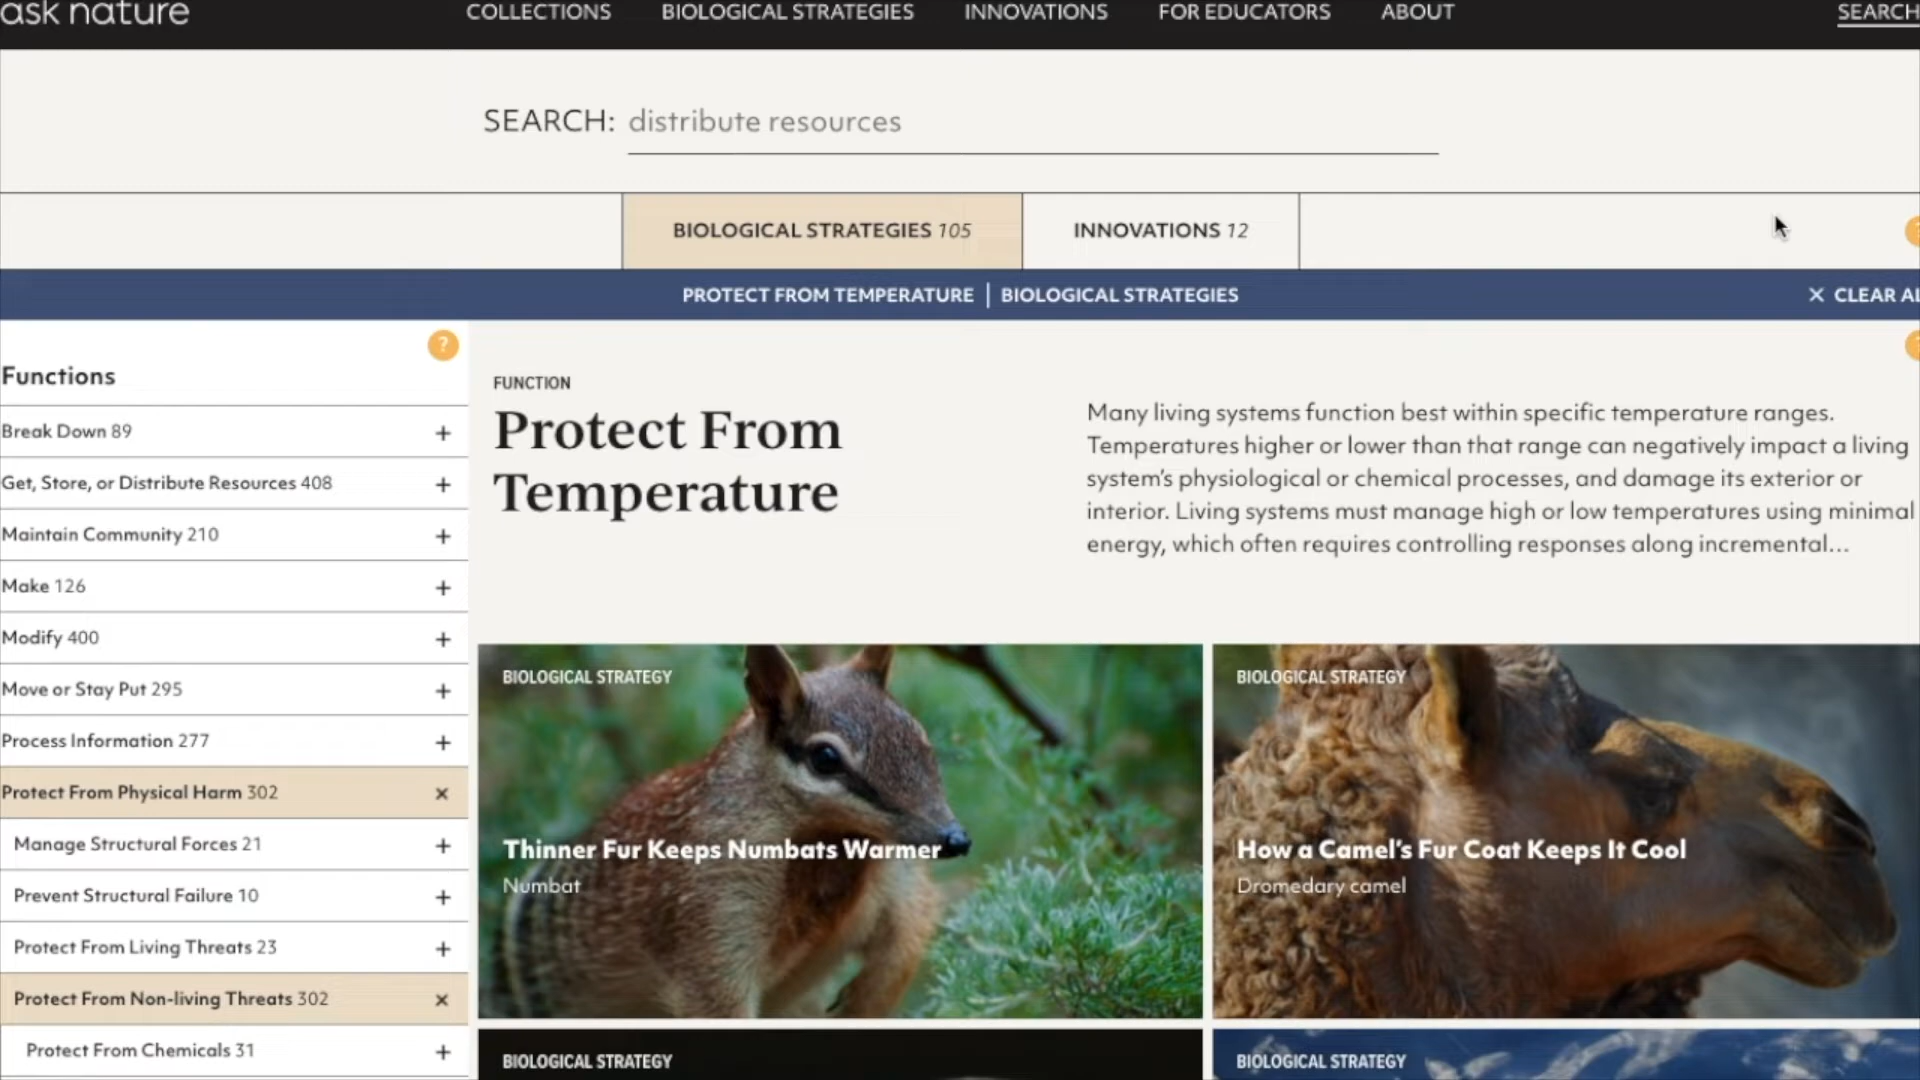 ask nature
COLLECTIONS
BIOLOGICAL STRATEGIES
INNOVATIONS
FOR EDUCATORS
ABOUT
SEARCH
SEARCH: distribute resources
BIOLOGICAL STRATEGIES 105
INNOVATIONS 12
PROTECT FROM TEMPERATURE | BIOLOGICAL STRATEGIES
× CLEAR AL
?
Functions
Break Down 89 +
Get, Store, or Distribute Resources 408 +
Maintain Community 210 +
Make 126 +
Modify 400 +
Move or Stay Put 295 +
Process Information 277 +
Protect From Physical Harm 302 ×
Manage Structural Forces 21 +
Prevent Structural Failure 10 +
Protect From Living Threats 23 +
Protect From Non-living Threats 302 ×
Protect From Chemicals 31 +
FUNCTION
Protect From
Temperature
Many living systems function best within specific temperature ranges.
Temperatures higher or lower than that range can negatively impact a living
system's physiological or chemical processes, and damage its exterior or
interior. Living systems must manage high or low temperatures using minimal
energy, which often requires controlling responses along incremental...
BIOLOGICAL STRATEGY
Thinner Fur Keeps Numbats Warmer
Numbat
BIOLOGICAL STRATEGY
How a Camel's Fur Coat Keeps It Cool
Dromedary camel
BIOLOGICAL STRATEGY
BIOLOGICAL STRATEGY